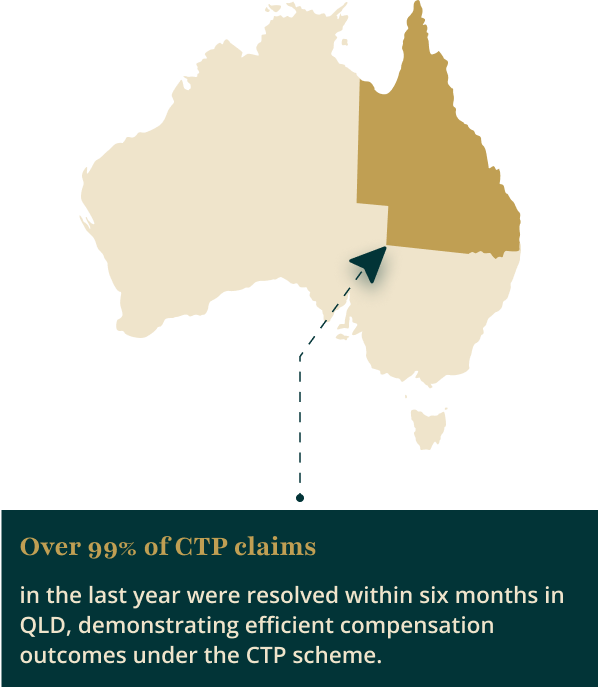 Over 99% of CTP claims
in the last year were resolved within six months in
QLD, demonstrating efficient compensation
outcomes under the CTP scheme.